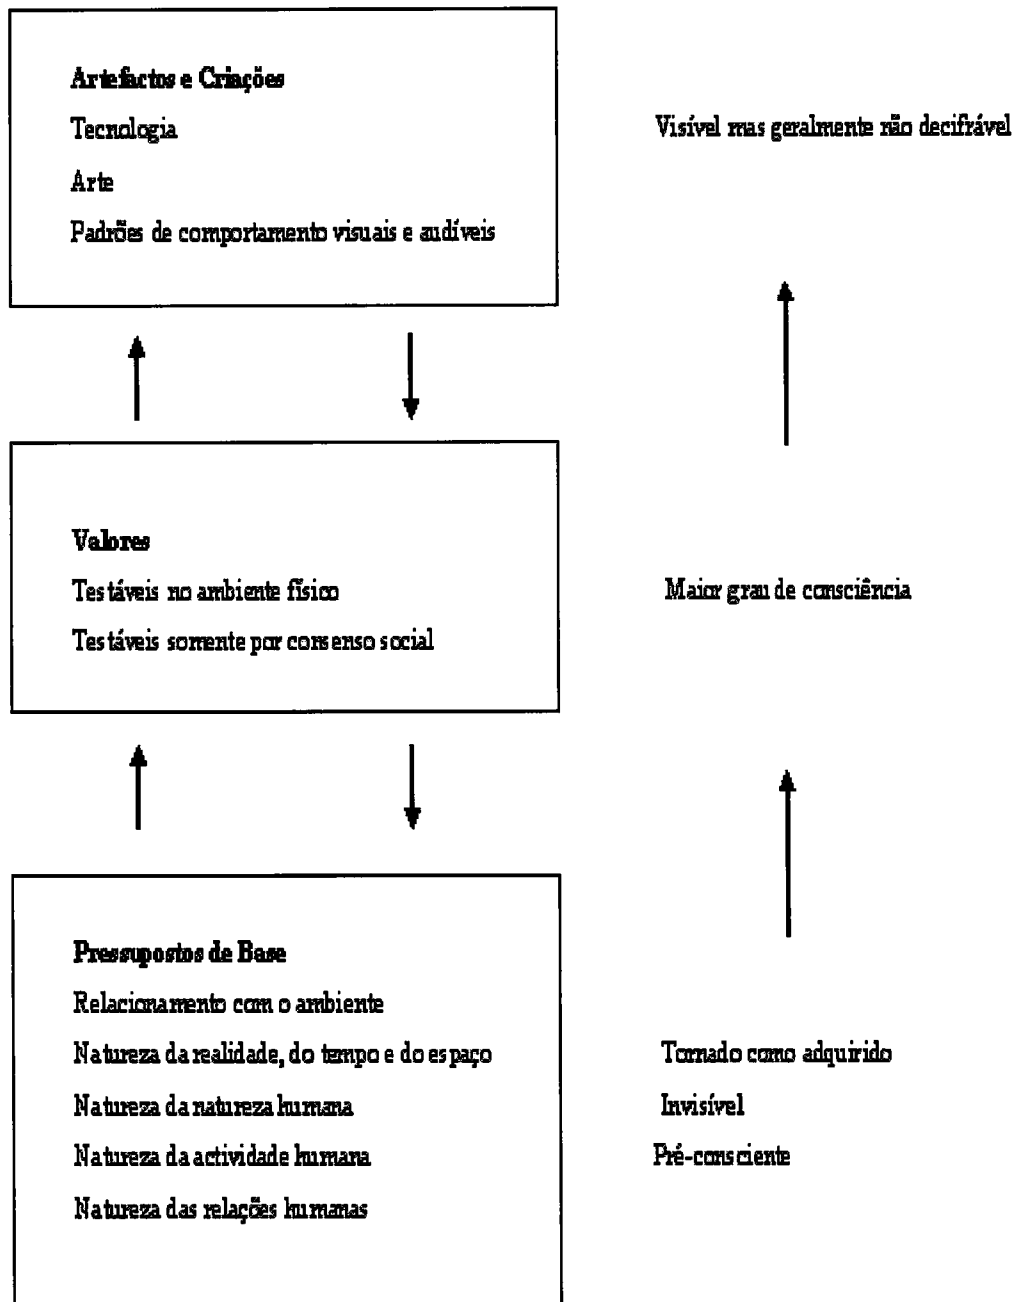 Artefactos e Criações
Tecnologia
Arte
Padrões de comportamento visuais e audíveis
Visível mas geralmente não decifrável
Valores
Testáveis no ambiente físico
Testáveis somente por consenso social
Maior grau de consciência
Pressupostos de Base
Relacionamento com o ambiente
Natureza da realidade, do tempo e do espaço
Natureza da natureza humana
Natureza da actividade humana
Natureza das relações humanas
Tomado como adquirido
Invisível
Pré-consciente